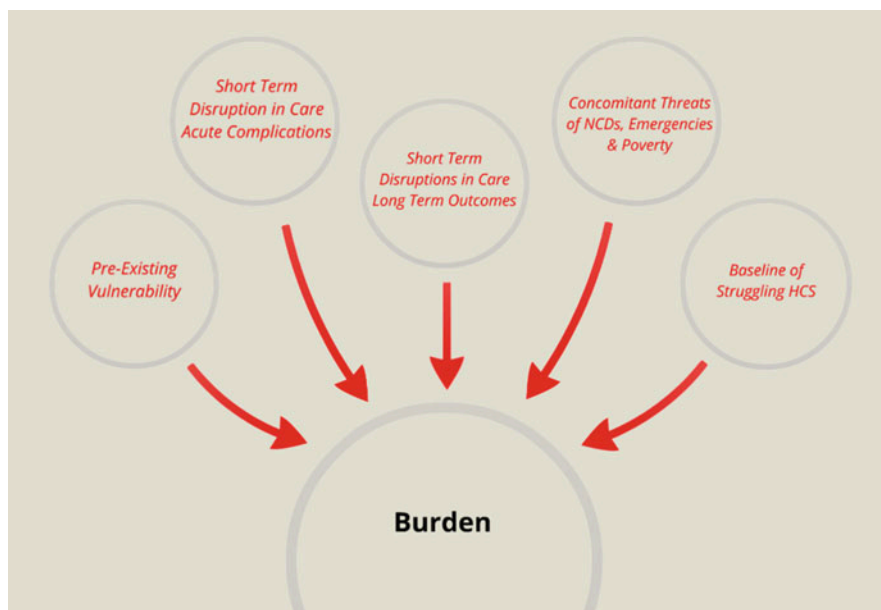 Short Term
Disruption in Care
Acute Complications
Concomitant Threats
of NCDs, Emergencies
& Poverty
Short Term
Disruptions in Care
Long Term Outcomes
Pre-Existing
Vulnerability
Baseline of
Struggling HCS
Burden